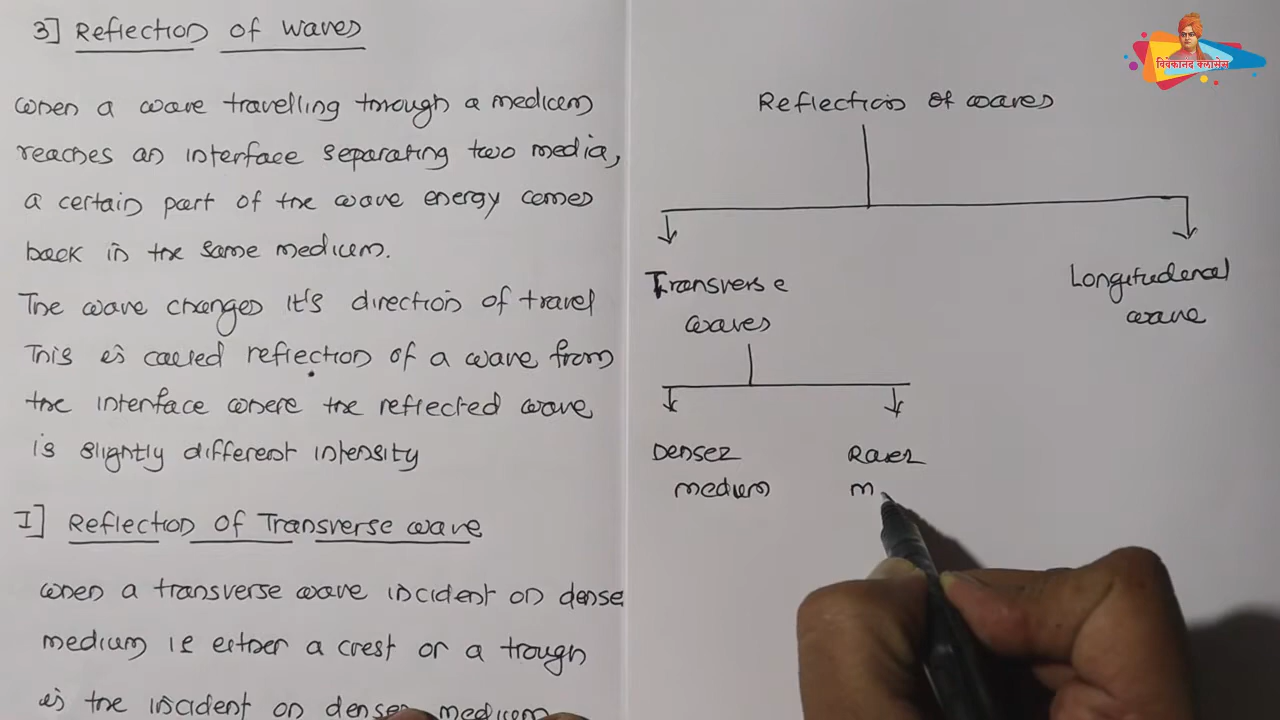 3] Reflection of waves
when a wave travelling through a medium
reaches an interface separating two media,
a certain part of the wave energy comes
back in the same medium.
The wave changes it's direction of travel
This is called reflection of a wave from
the interface where the reflected wave
is slightly different intensity
I] Reflection of Transverse wave
when a transverse wave incident on dense
medium ie either a crest or a trough
is the incident on denser medium
विवेकानंद क्लासेस
Reflection of waves
Transverse
waves
Longitudenal
wave
Denser
medium
Rarer
m